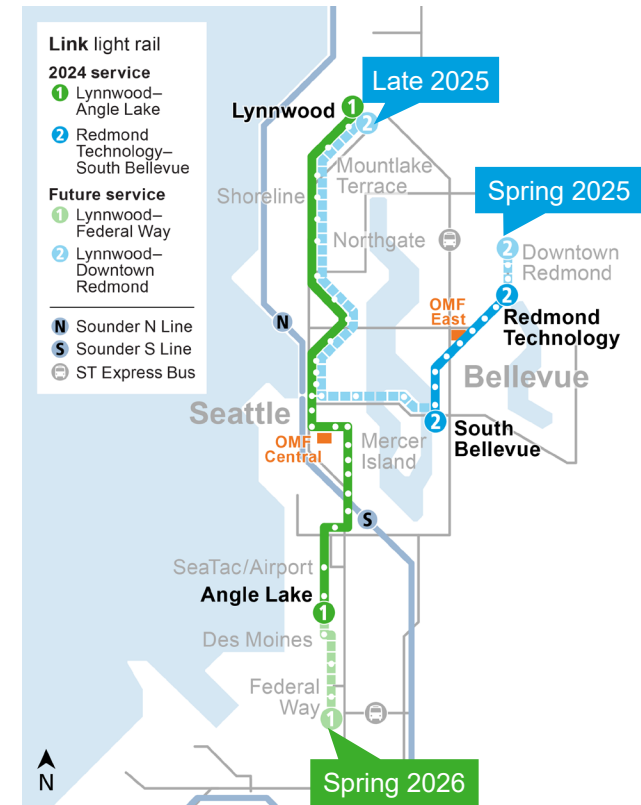 Link light rail
2024 service
1 Lynnwood–
Angle Lake
2 Redmond
Technology–
South Bellevue
Future service
1 Lynnwood–
Federal Way
2 Lynnwood–
Downtown
Redmond
N Sounder N Line
S Sounder S Line
ST Express Bus
Late 2025
Lynnwood
1
2
Mountlake
Terrace
Spring 2025
Shoreline
Northgate
2
Downtown
Redmond
OMF
East
2
Redmond
Technology
N
Bellevue
Seattle
2
South
Bellevue
OMF
Central
Mercer
Island
S
SeaTac/Airport
Angle Lake
1
Des Moines
Federal
Way
1
N
Spring 2026